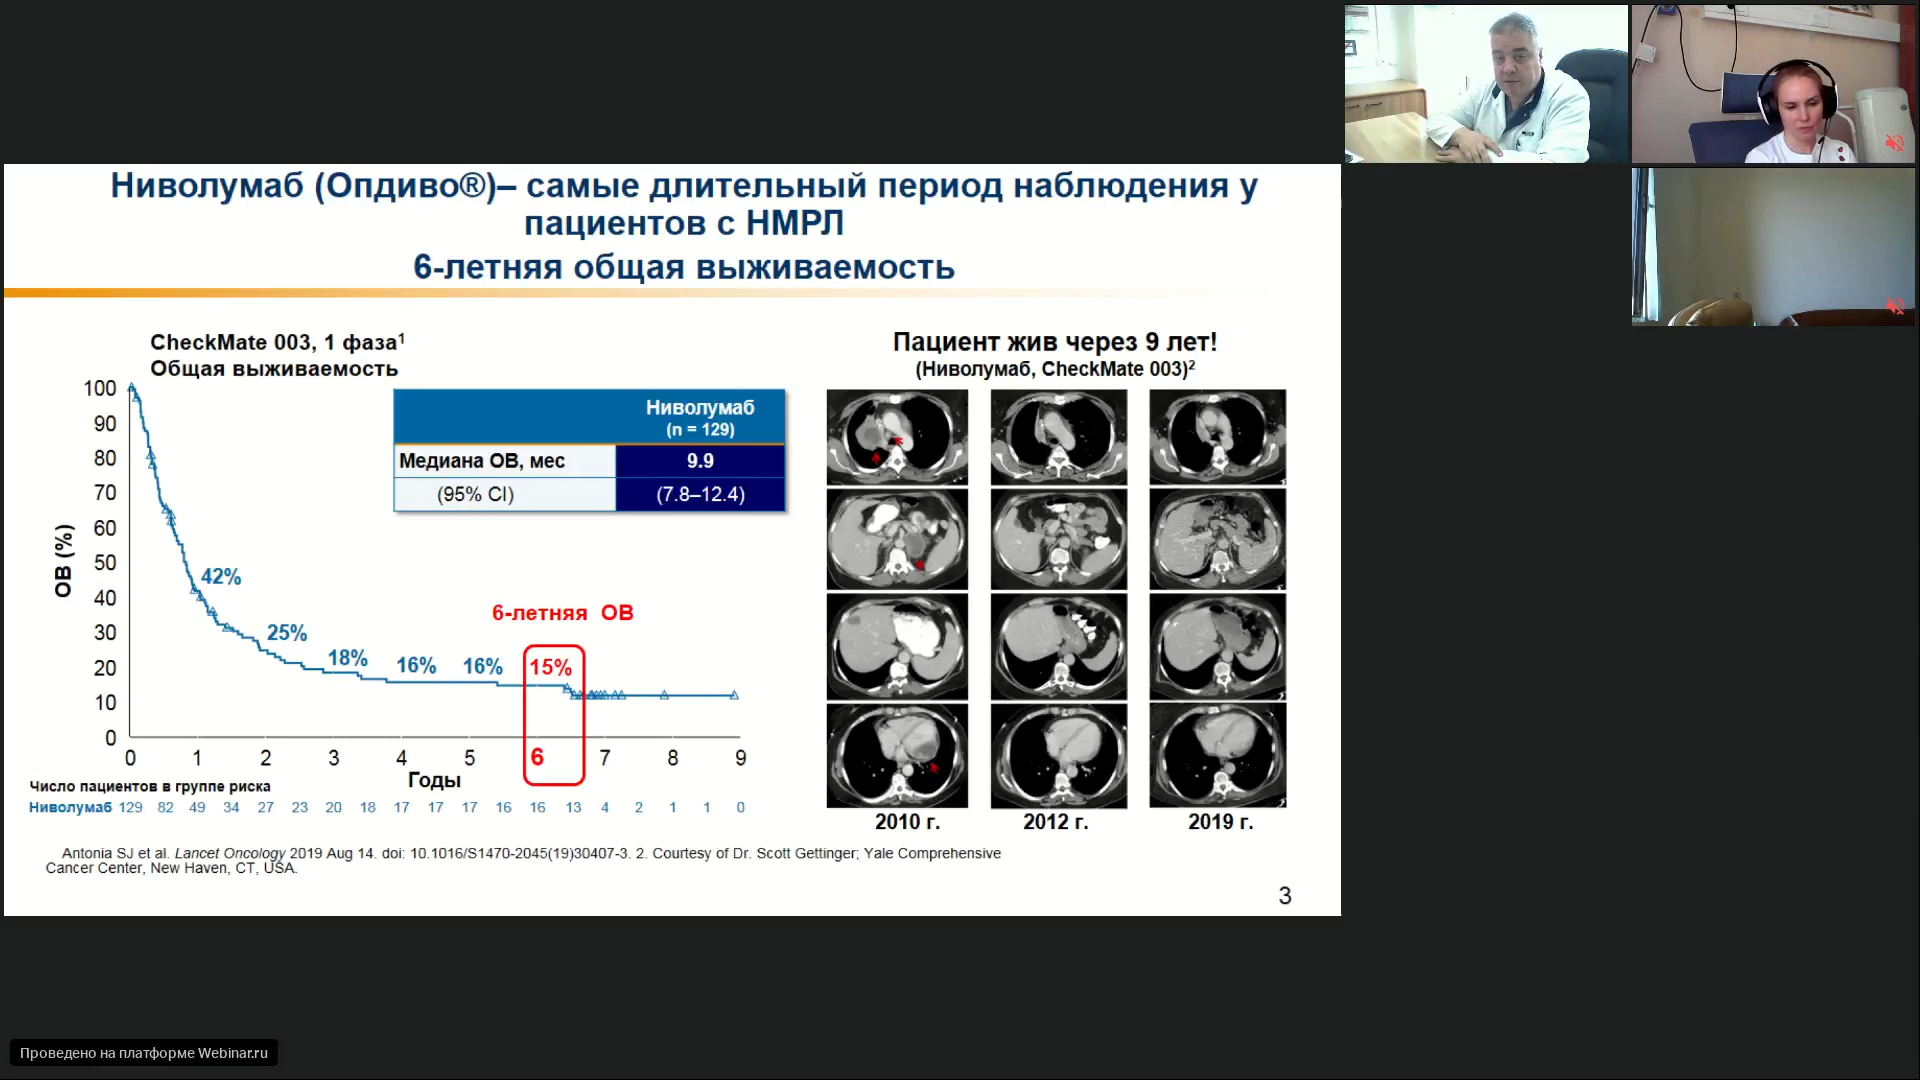 Ниволумаб (Опдиво®)– самые длительный период наблюдения у
пациентов с НМРЛ
6-летняя общая выживаемость
CheckMate 003, 1 фаза¹
Общая выживаемость
100
90
80
70
60
50
40
30
20
10
0
ОВ (%)
Ниволумаб
(n = 129)
Медиана ОВ, мес 9.9
(95% CI) (7.8–12.4)
42%
25%
18%
16%
16%
15%
6-летняя ОВ
0 1 2 3 4 5 6 7 8 9
Годы
Число пациентов в группе риска
Ниволумаб 129 82 49 34 27 23 20 18 17 17 17 16 16 13 4 2 1 1 0
Пациент жив через 9 лет!
(Ниволумаб, CheckMate 003)²
2010 г. 2012 г. 2019 г.
Antonia SJ et al. Lancet Oncology 2019 Aug 14. doi: 10.1016/S1470-2045(19)30407-3. 2. Courtesy of Dr. Scott Gettinger; Yale Comprehensive
Cancer Center, New Haven, CT, USA.
3
Проведено на платформе Webinar.ru